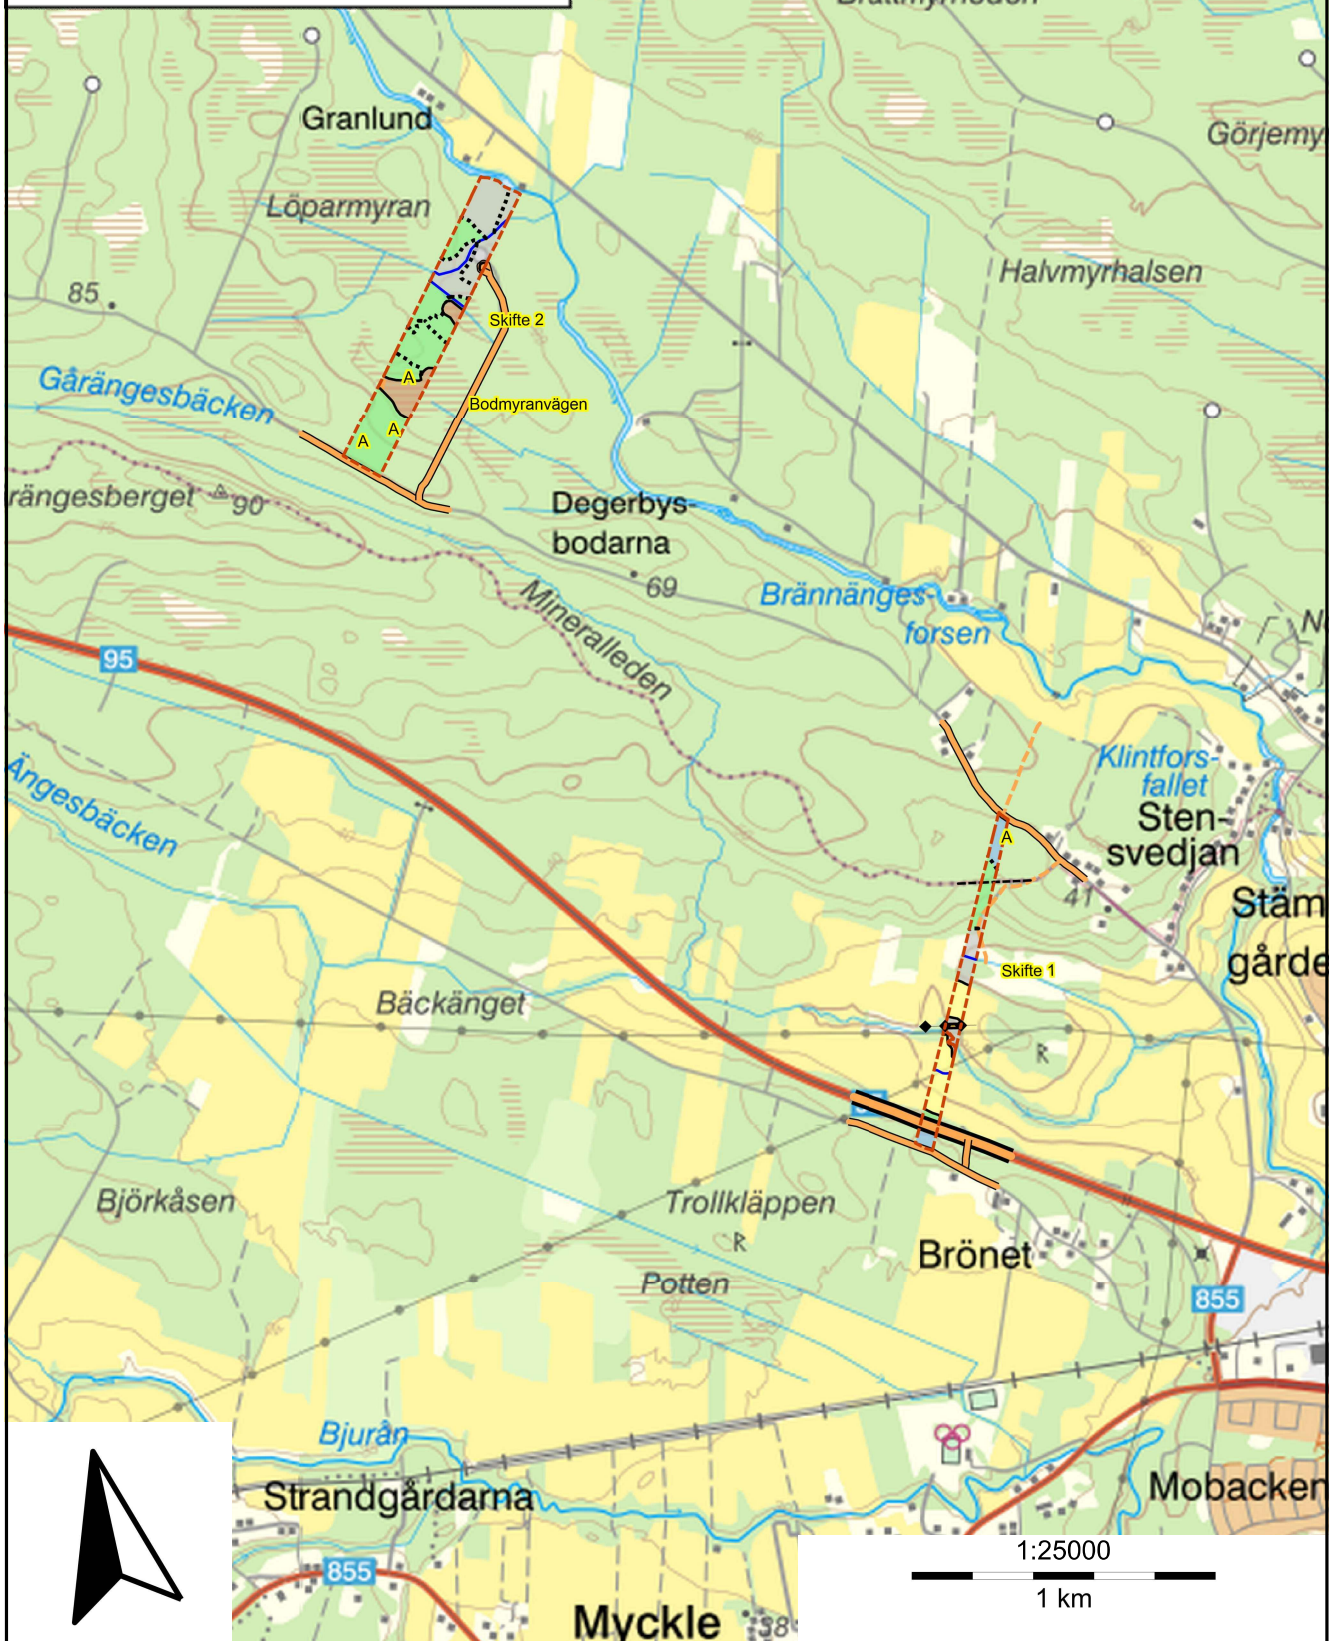 Granlund
Görjemy
Löparmyran
Halvmyrhalsen
85
Skifte 2
Gårängesbäcken
A
Bodmyranvägen
A
A
rängesberget
90
Degerbys-
bodarna
69
Mineralleden
Brännänges-
forsen
95
Ängesbäcken
Klintfors-
fallet
Sten-
svedjan
A
41
Stäm
gårde
Skifte 1
Bäckänget
R
Björkåsen
Trollkläppen
R
Brönet
Potten
855
Bjurån
Strandgårdarna
Mobacken
1:25000
1 km
855
Myckle
38